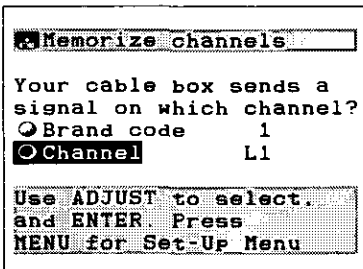 Memorize channels
Your cable box sends a
signal on which channel?
Brand code 1
Channel L1
Use ADJUST to select.
and ENTER. Press
MENU for Set-Up Menu